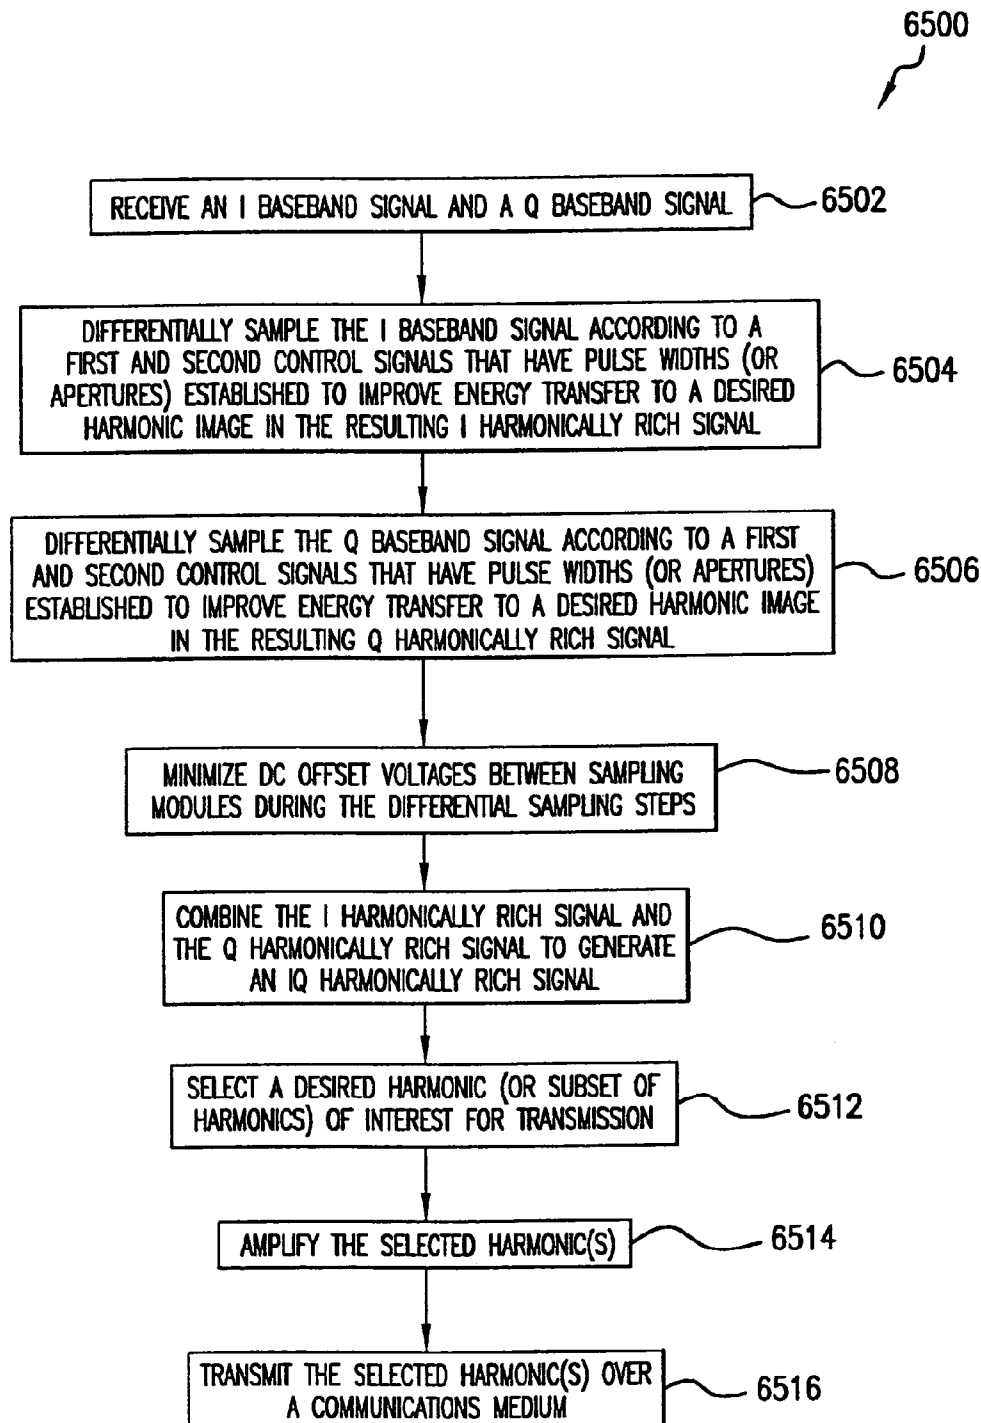 6500
RECEIVE AN I BASEBAND SIGNAL AND A Q BASEBAND SIGNAL
6502
DIFFERENTIALLY SAMPLE THE I BASEBAND SIGNAL ACCORDING TO A
FIRST AND SECOND CONTROL SIGNALS THAT HAVE PULSE WIDTHS (OR
APERTURES) ESTABLISHED TO IMPROVE ENERGY TRANSFER TO A DESIRED
HARMONIC IMAGE IN THE RESULTING I HARMONICALLY RICH SIGNAL
6504
DIFFERENTIALLY SAMPLE THE Q BASEBAND SIGNAL ACCORDING TO A FIRST
AND SECOND CONTROL SIGNALS THAT HAVE PULSE WIDTHS (OR APERTURES)
ESTABLISHED TO IMPROVE ENERGY TRANSFER TO A DESIRED HARMONIC IMAGE
IN THE RESULTING Q HARMONICALLY RICH SIGNAL
6506
MINIMIZE DC OFFSET VOLTAGES BETWEEN SAMPLING
MODULES DURING THE DIFFERENTIAL SAMPLING STEPS
6508
COMBINE THE I HARMONICALLY RICH SIGNAL AND
THE Q HARMONICALLY RICH SIGNAL TO GENERATE
AN IQ HARMONICALLY RICH SIGNAL
6510
SELECT A DESIRED HARMONIC (OR SUBSET OF
HARMONICS) OF INTEREST FOR TRANSMISSION
6512
AMPLIFY THE SELECTED HARMONIC(S)
6514
TRANSMIT THE SELECTED HARMONIC(S) OVER
A COMMUNICATIONS MEDIUM
6516